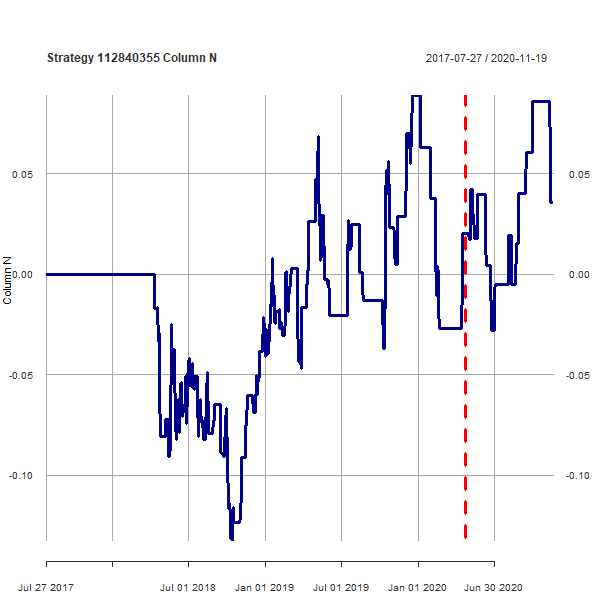 Strategy 112840355 Column N
2017-07-27 / 2020-11-19
0.05
0.05
0.00
0.00
Column N
-0.05
-0.05
-0.10
-0.10
Jul 27 2017
Jul 01 2018
Jan 01 2019
Jul 01 2019
Jan 01 2020
Jun 30 2020